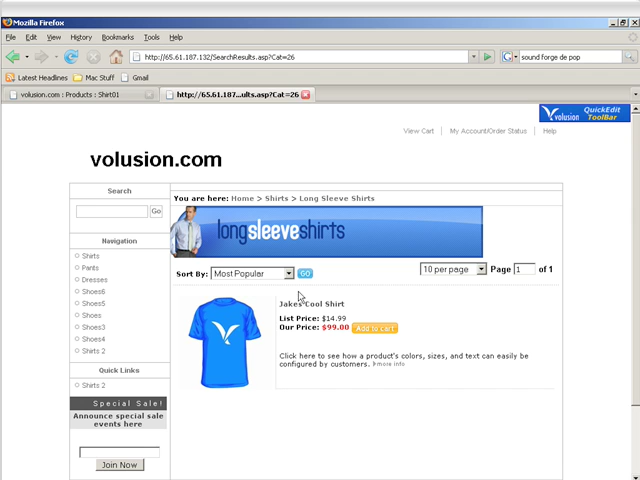 Mozilla Firefox
File Edit View History Bookmarks Tools Help
http://65.61.187.132/SearchResults.asp?Cat=26
sound forge de pop
Latest Headlines Mac Stuff Gmail
volusion.com : Products : Shirt01
http://65.61.187...ults.asp?Cat=26
volusion QuickEdit
ToolBar
View Cart My Account/Order Status Help
volusion.com
Search
Go
Navigation
Shirts
Pants
Dresses
Shoes6
Shoes5
Shoes
Shoes3
Shoes4
Shirts 2
Quick Links
Shirts 2
Special Sale!
Announce special sale
events here
Join Now
You are here: Home > Shirts > Long Sleeve Shirts
longsleeveshirts
Sort By: Most Popular GO
10 per page Page 1 of 1
Jakes Cool Shirt
List Price: $14.99
Our Price: $99.00 Add to cart
Click here to see how a product's colors, sizes, and text can easily be
configured by customers. more info